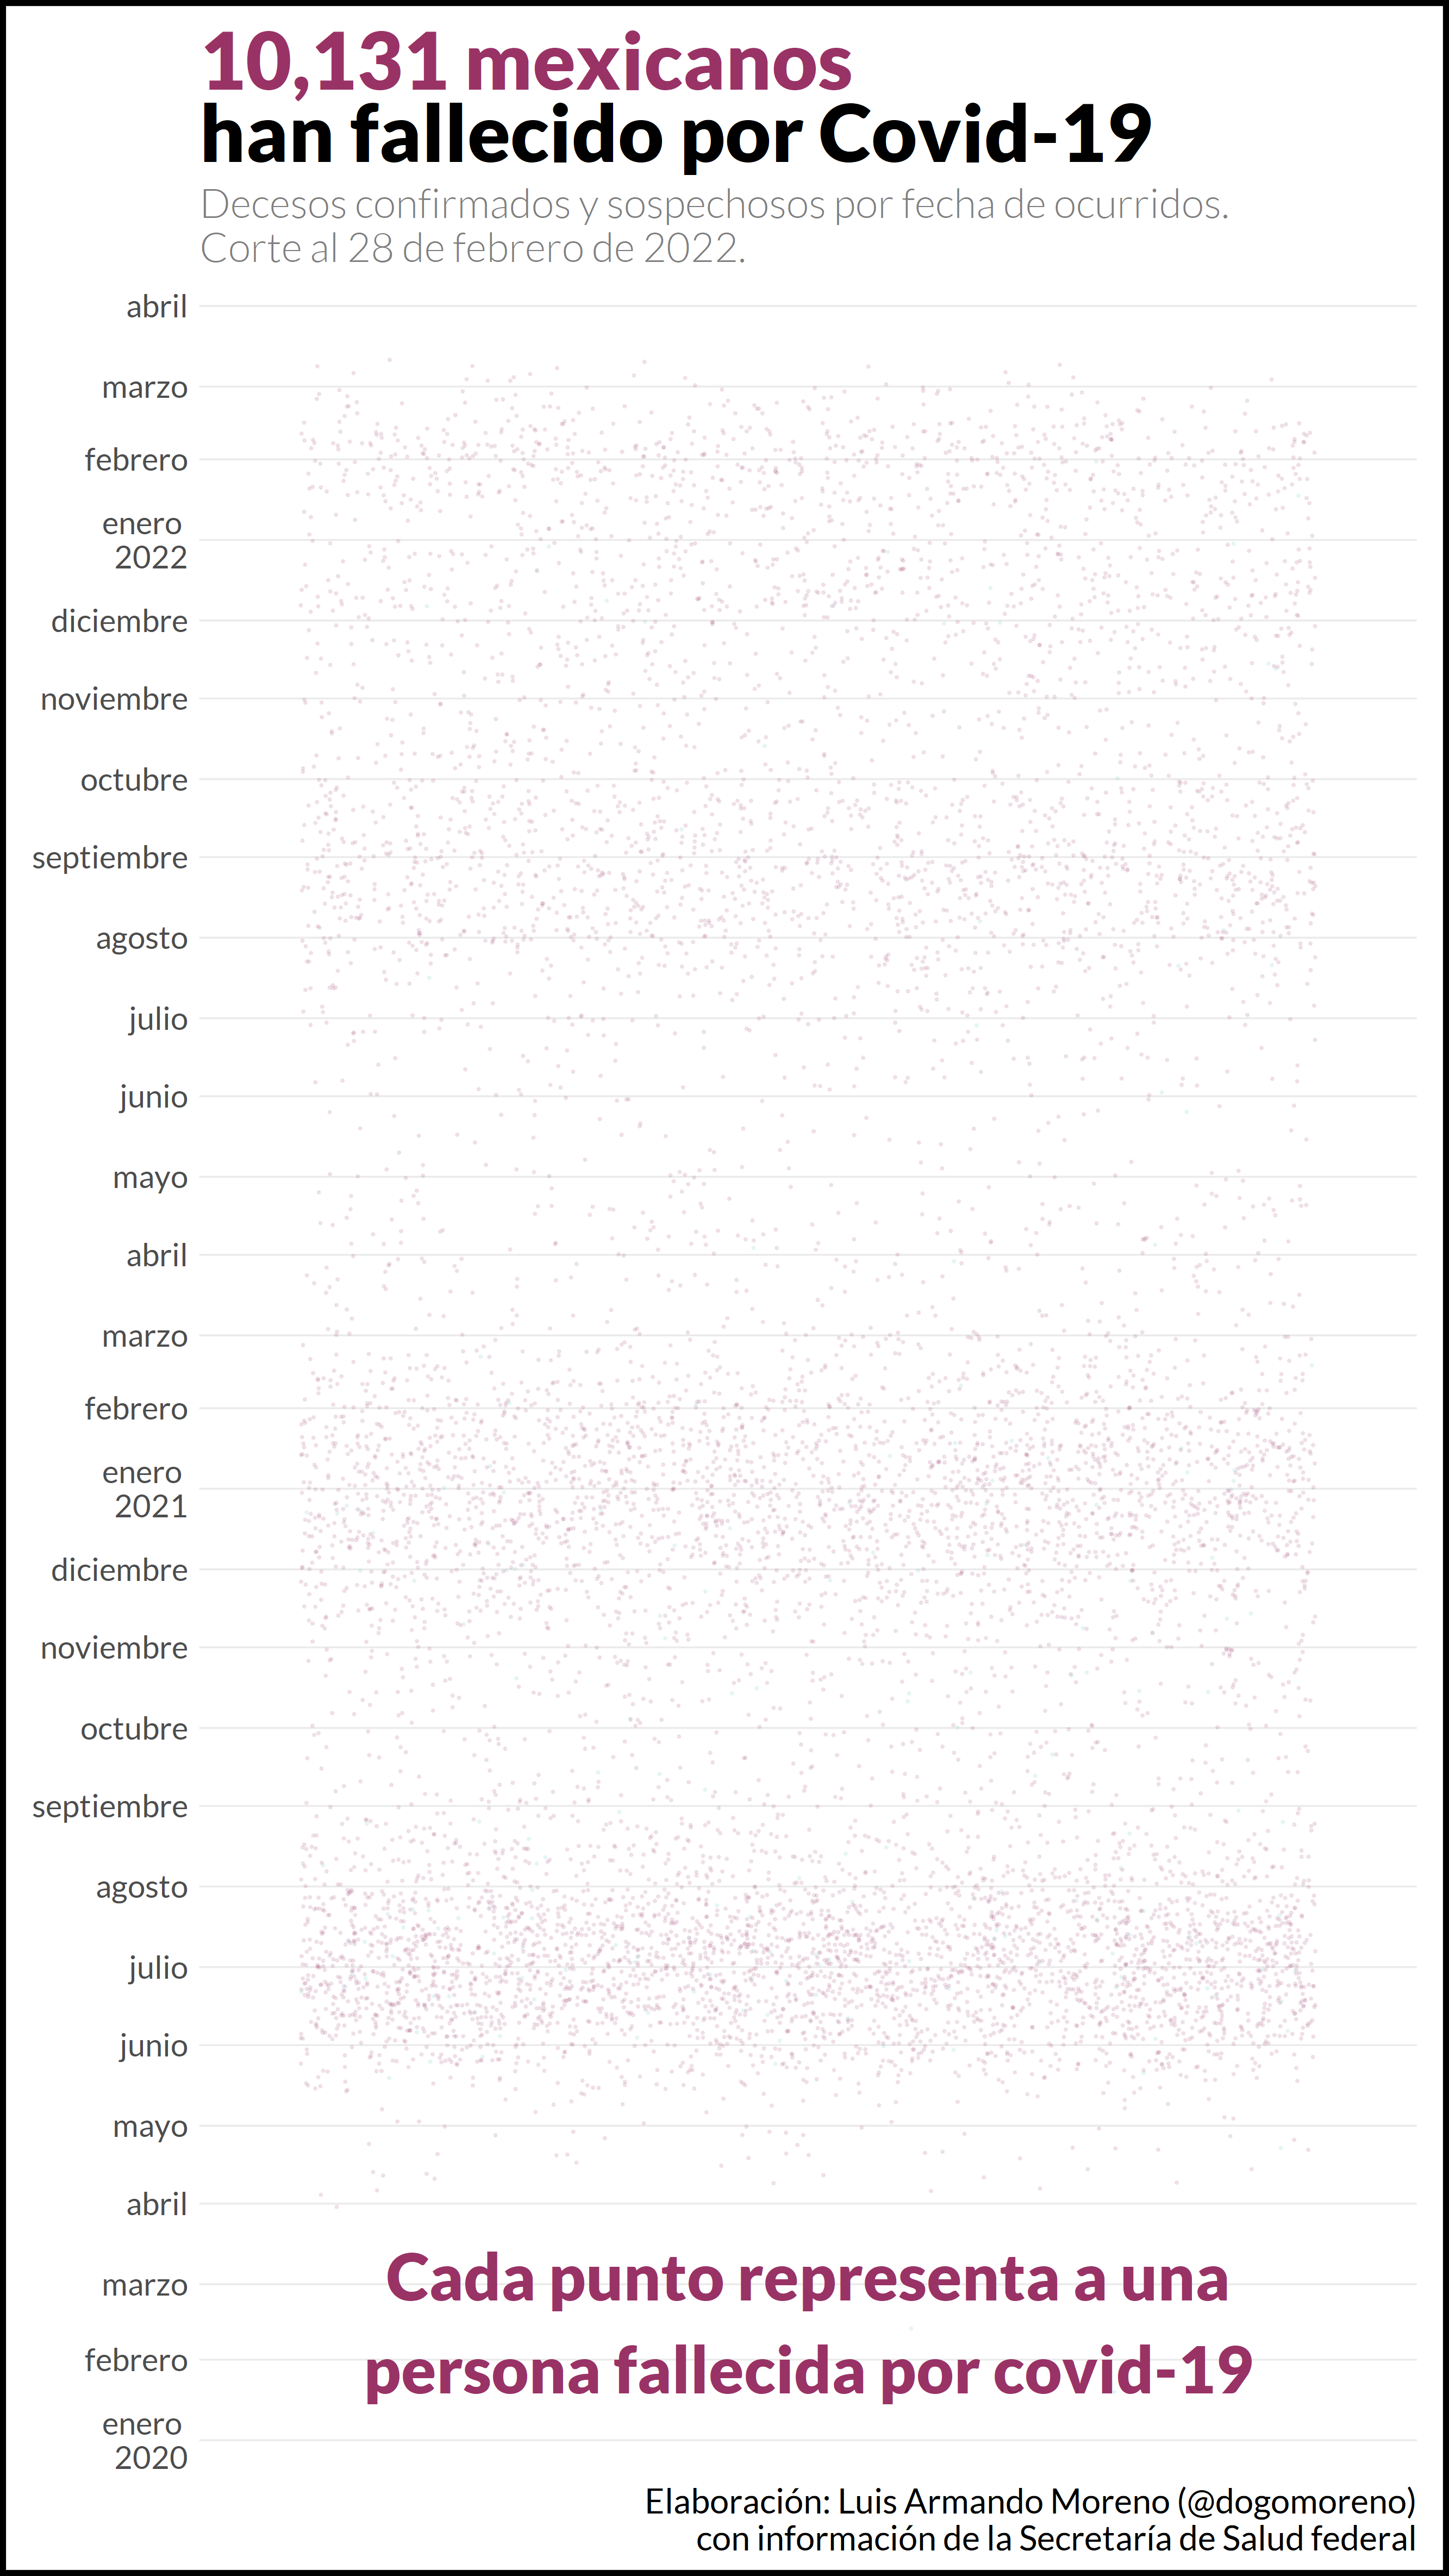 10,131 mexicanos
han fallecido por Covid-19
Decesos confirmados y sospechosos por fecha de ocurridos.
Corte al 28 de febrero de 2022.
abril
marzo
febrero
enero
2022
diciembre
noviembre
octubre
septiembre
agosto
julio
junio
mayo
abril
marzo
febrero
enero
2021
diciembre
noviembre
octubre
septiembre
agosto
julio
junio
mayo
abril
marzo
febrero
enero
2020
Cada punto representa a una
persona fallecida por covid-19
Elaboración: Luis Armando Moreno (@dogomoreno)
con información de la Secretaría de Salud federal